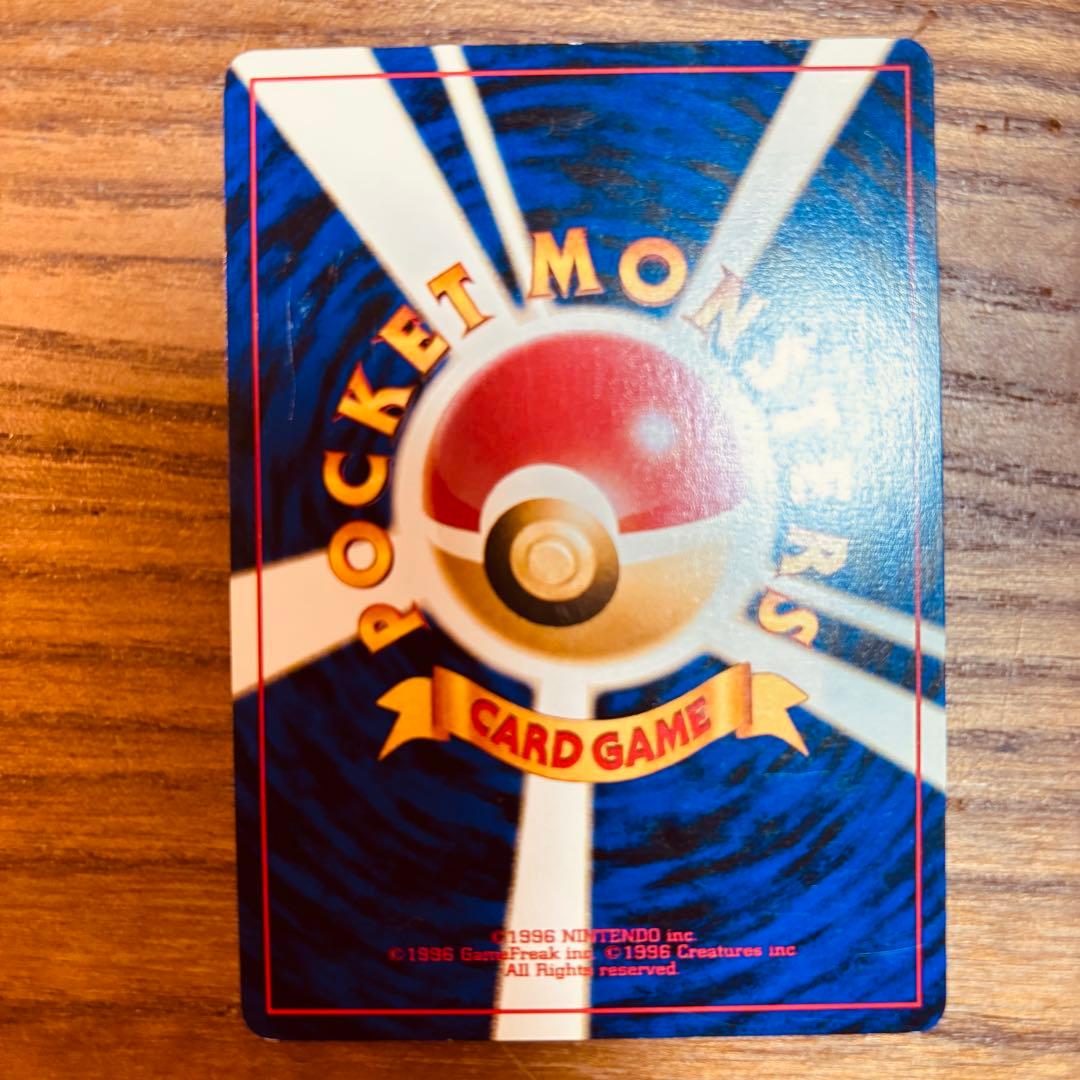 POCKET MONSTERS
CARD GAME
©1996 NINTENDO inc.
©1996 GameFreak inc. ©1996 Creatures inc
All Rights reserved.